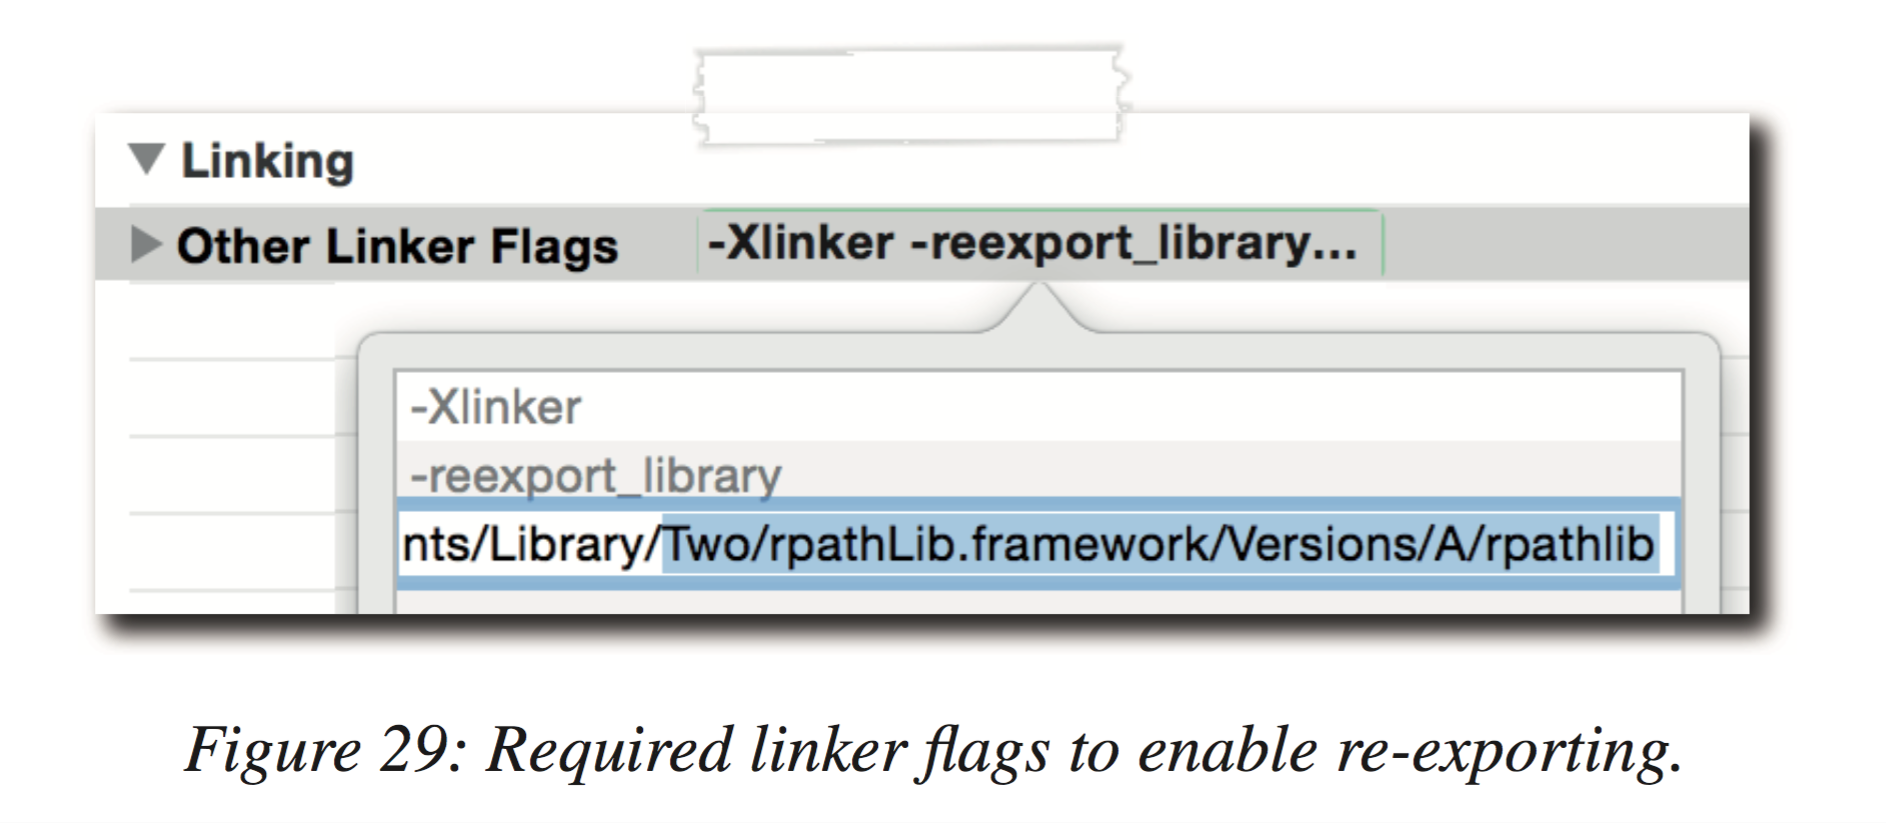 Linking
Other Linker Flags -Xlinker -reexport_library...
-Xlinker
-reexport_library
nts/Library/Two/rpathLib.framework/Versions/A/rpathlib
Figure 29: Required linker flags to enable re-exporting.